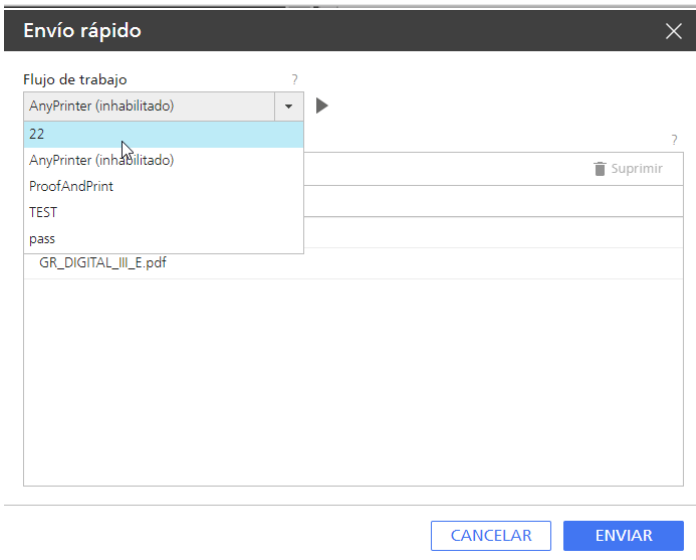 Envío rápido
Flujo de trabajo ?
AnyPrinter (inhabilitado)
22
?
AnyPrinter (inhabilitado)
Suprimir
ProofAndPrint
TEST
pass
GR_DIGITAL_III_E.pdf
CANCELAR ENVIAR